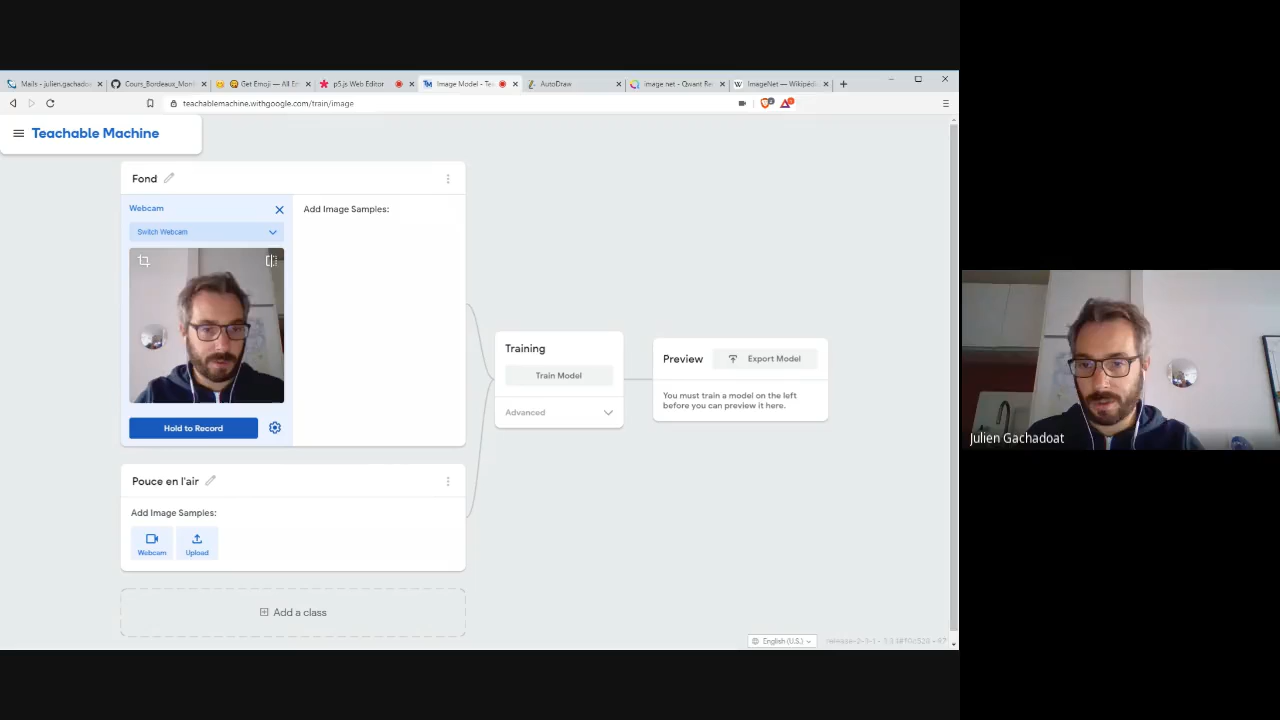 Mails - julien.gachadoa
Cours_Bordeaux_Mont
Get Emoji — All Em
p5.js Web Editor
Image Model - Tea
AutoDraw
image net - Qwant Re
ImageNet — Wikipédi
teachablemachine.withgoogle.com/train/image
Teachable Machine
Fond
Webcam
Switch Webcam
Add Image Samples:
Hold to Record
Training
Train Model
Advanced
Preview
Export Model
You must train a model on the left
before you can preview it here.
Pouce en l'air
Add Image Samples:
Webcam
Upload
Add a class
English (U.S.)
Julien Gachadoat